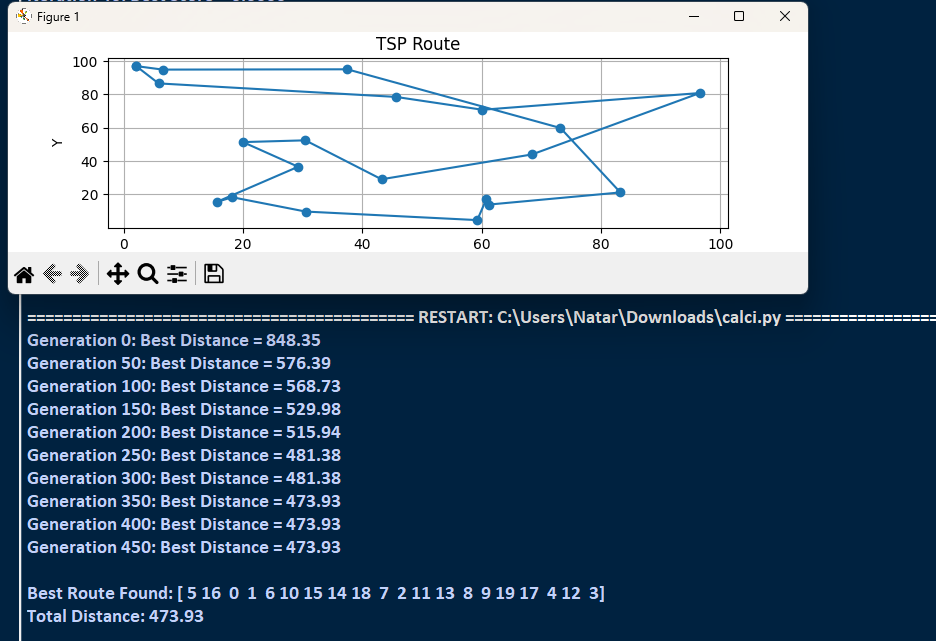 Figure 1
TSP Route
100
80
60
40
20
Y
0 20 40 60 80 100
======================================== RESTART: C:\Users\Natar\Downloads\calci.py =================
Generation 0: Best Distance = 848.35
Generation 50: Best Distance = 576.39
Generation 100: Best Distance = 568.73
Generation 150: Best Distance = 529.98
Generation 200: Best Distance = 515.94
Generation 250: Best Distance = 481.38
Generation 300: Best Distance = 481.38
Generation 350: Best Distance = 473.93
Generation 400: Best Distance = 473.93
Generation 450: Best Distance = 473.93
Best Route Found: [ 5 16  0  1  6 10 15 14 18  7  2 11 13  8  9 19 17  4 12  3]
Total Distance: 473.93